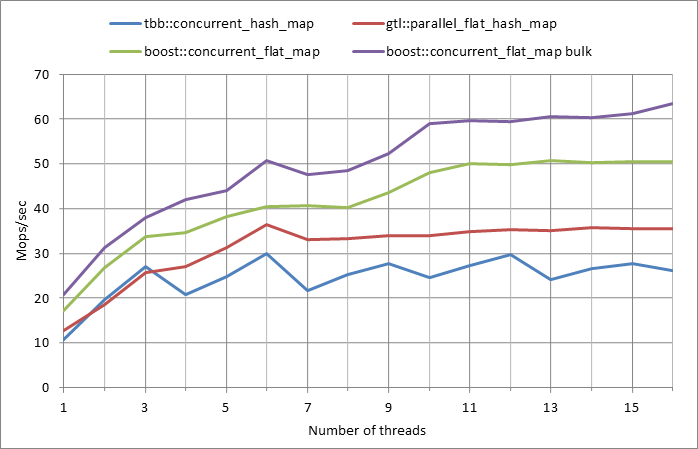 tbb::concurrent_hash_map gtl::parallel_flat_hash_map
boost::concurrent_flat_map boost::concurrent_flat_map bulk
70
60
50
40
30
20
10
0
Mops/sec
1 3 5 7 9 11 13 15
Number of threads